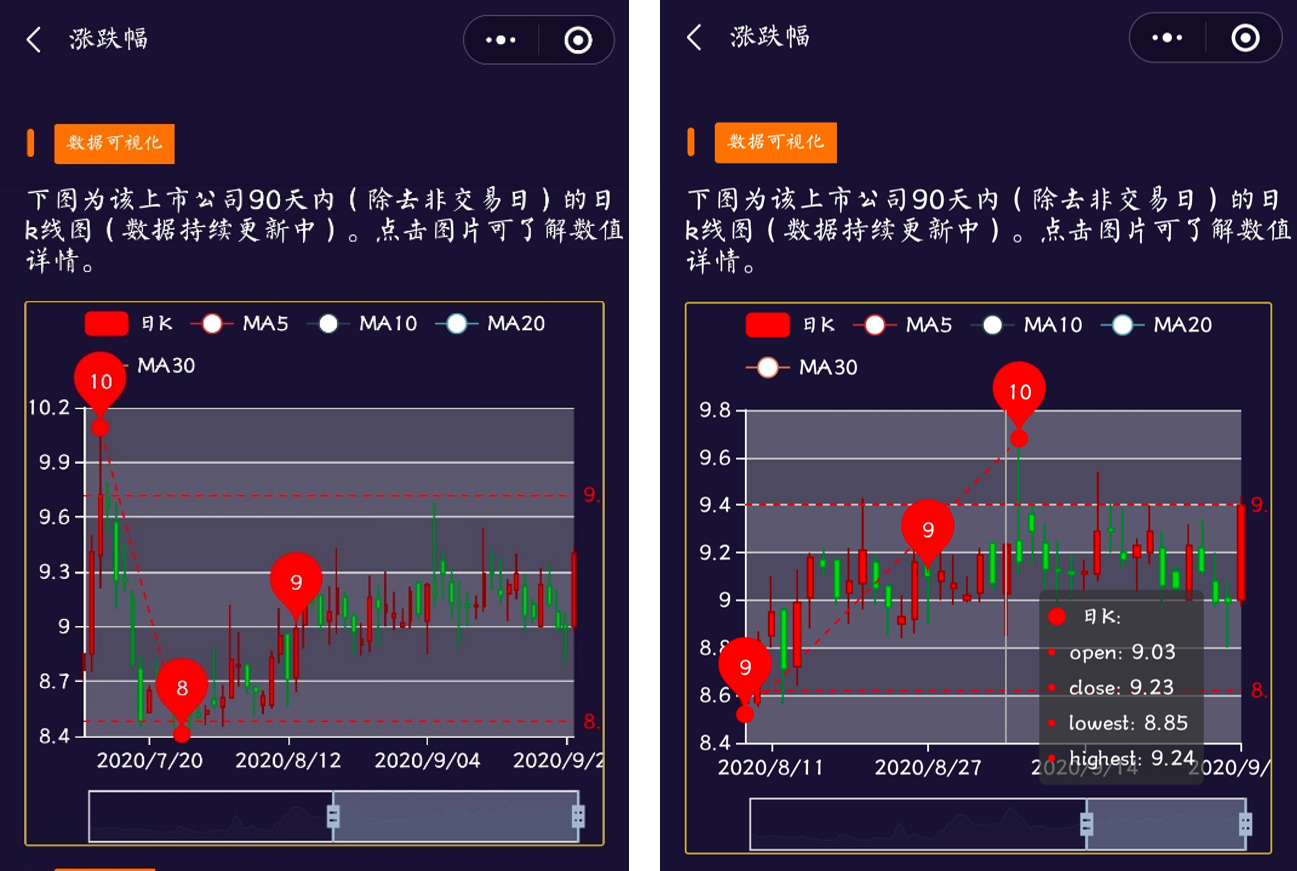 涨跌幅
数据可视化
下图为该上市公司90天内（除去非交易日）的日
k线图（数据持续更新中）。点击图片可了解数值
详情。
日K MA5 MA10 MA20
MA30
10
10.2
9.9
9.6
9.3
9
8.7
8.4
9.
9
8
8.
2020/7/20 2020/8/12 2020/9/04 2020/9/2
涨跌幅
数据可视化
下图为该上市公司90天内（除去非交易日）的日
k线图（数据持续更新中）。点击图片可了解数值
详情。
日K MA5 MA10 MA20
MA30
10
9.8
9.6
9.4
9.2
9
8.8
8.6
8.4
9.
9
9
8.
日K:
open: 9.03
close: 9.23
lowest: 8.85
highest: 9.24
2020/8/11 2020/8/27 2020/9/14 2020/9/